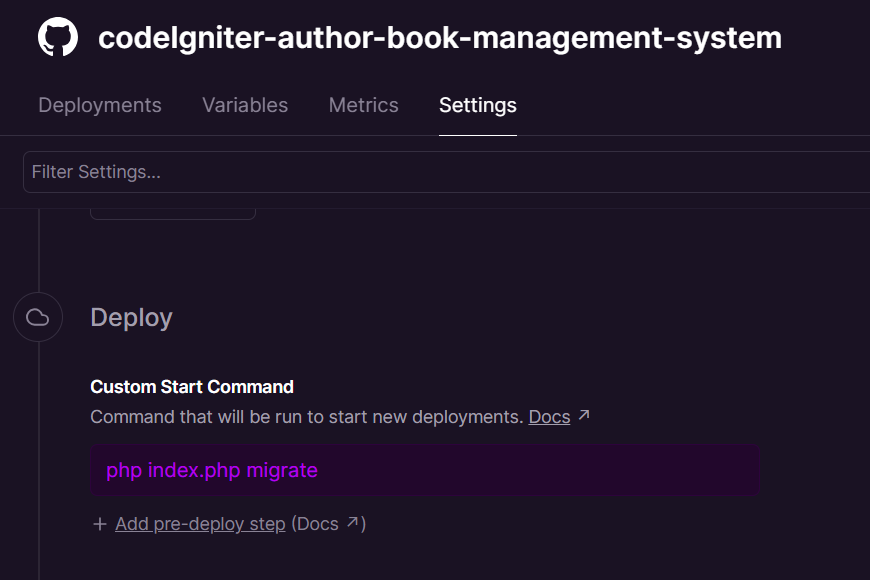 codeIgniter-author-book-management-system
Deployments Variables Metrics Settings
Filter Settings...
Deploy
Custom Start Command
Command that will be run to start new deployments. Docs ↗
php index.php migrate
+ Add pre-deploy step (Docs ↗)